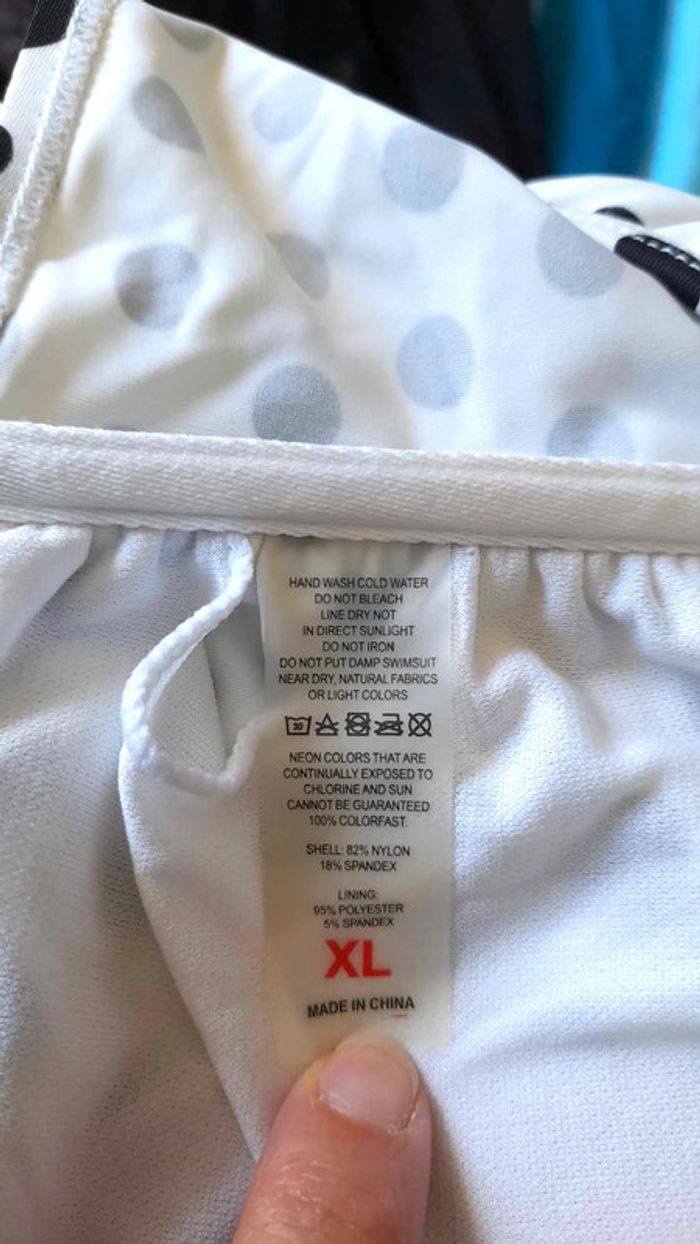 HAND WASH COLD WATER
DO NOT BLEACH
LINE DRY NOT
IN DIRECT SUNLIGHT
DO NOT IRON
DO NOT PUT DAMP SWIMSUIT
NEAR DRY, NATURAL FABRICS
OR LIGHT COLORS
30
NEON COLORS THAT ARE
CONTINUALLY EXPOSED TO
CHLORINE AND SUN
CANNOT BE GUARANTEED
100% COLORFAST.
SHELL: 82% NYLON
18% SPANDEX
LINING:
95% POLYESTER
5% SPANDEX
XL
MADE IN CHINA